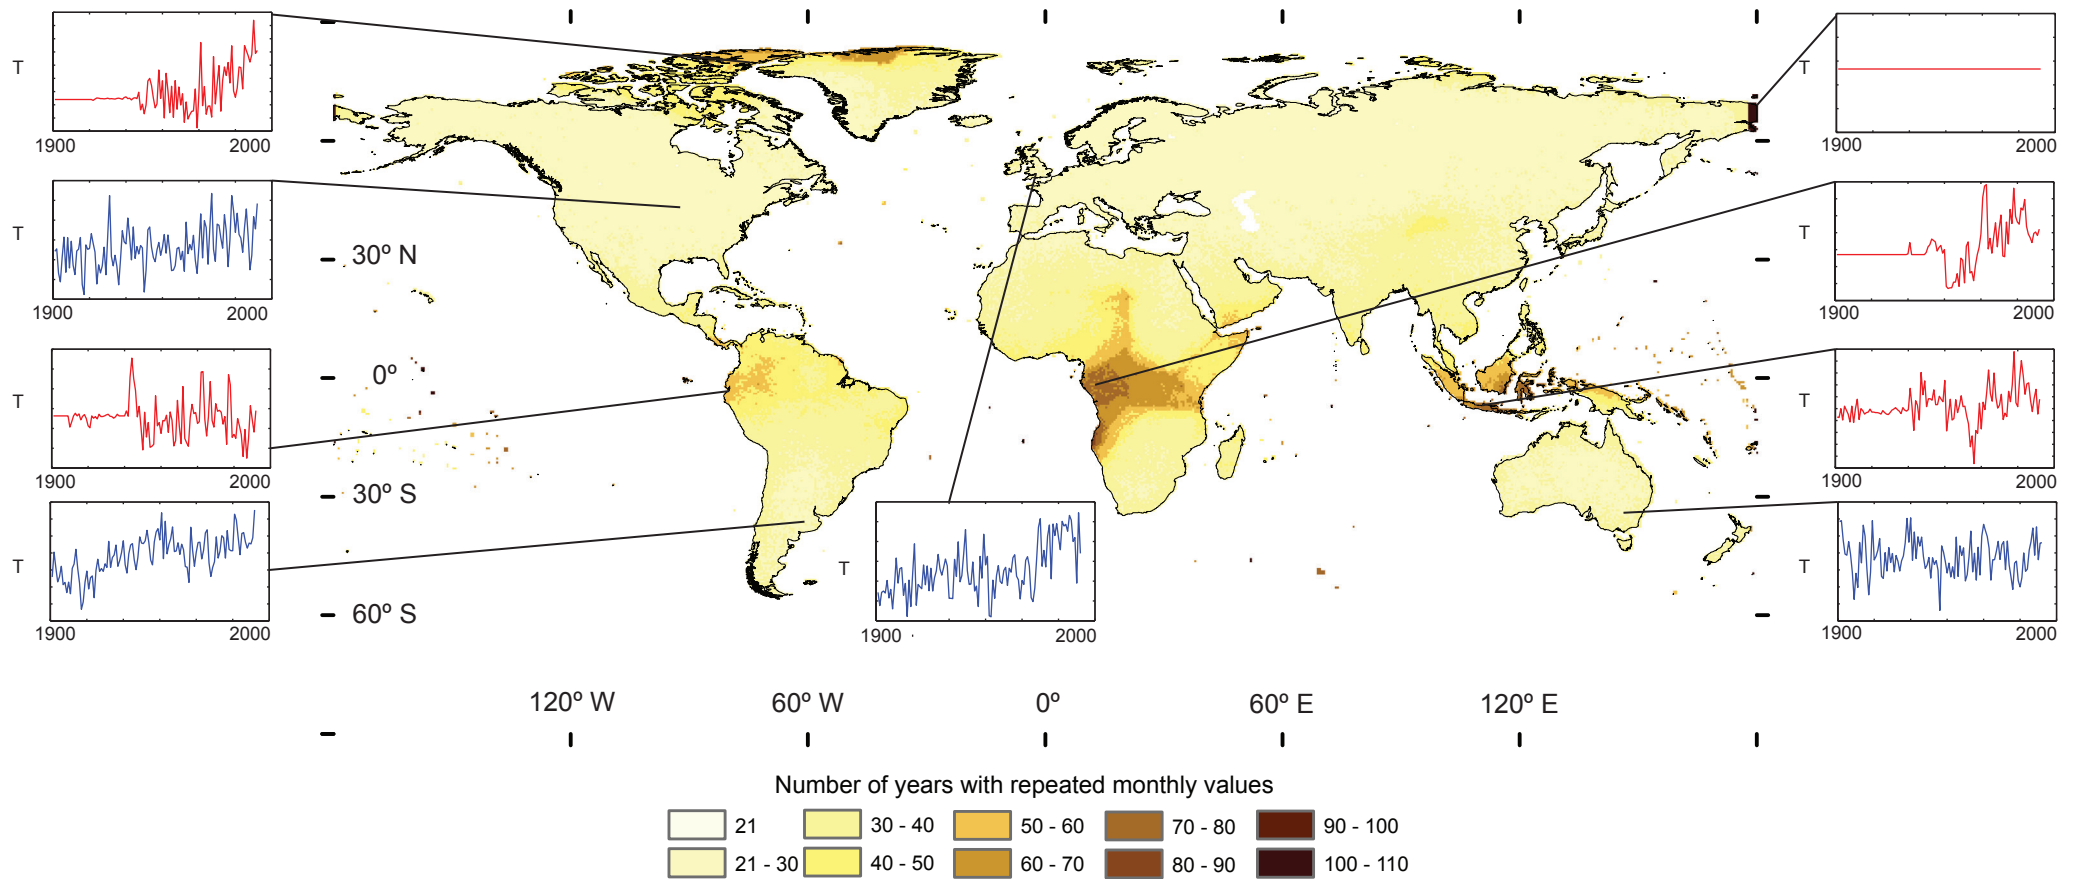 T
1900
2000
T
1900
2000
T
1900
2000
T
1900
2000
30º N
0º
30º S
60º S
T
1900
2000
T
1900
2000
T
1900
2000
T
1900
2000
T
1900
2000
120º W
60º W
0º
60º E
120º E
Number of years with repeated monthly values
21
30 - 40
50 - 60
70 - 80
90 - 100
21 - 30
40 - 50
60 - 70
80 - 90
100 - 110